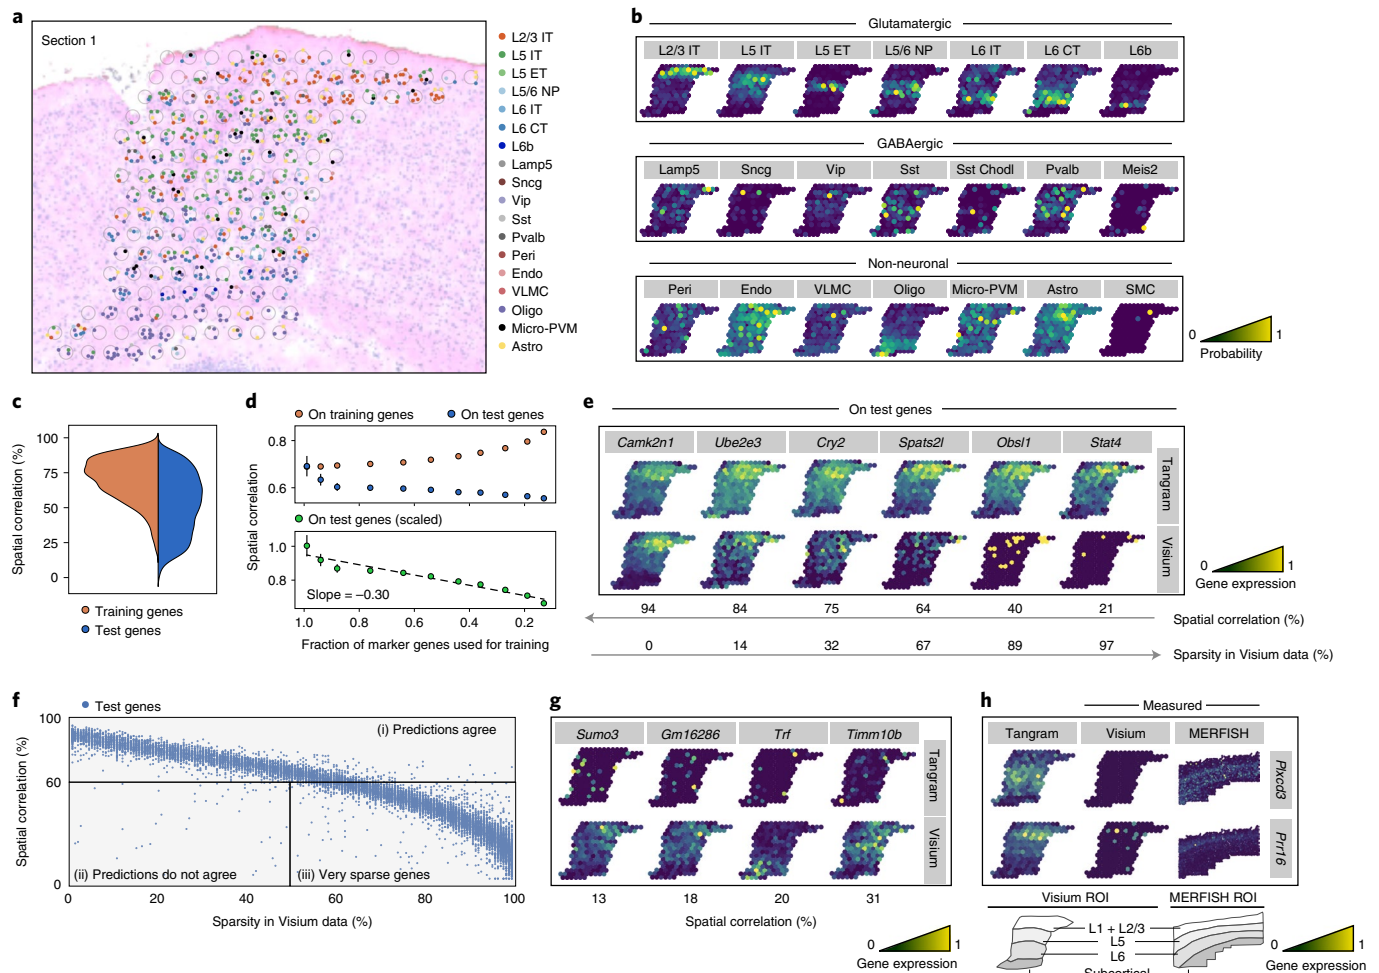 a
Section 1
L2/3 IT
L5 IT
L5 ET
L5/6 NP
L6 IT
L6 CT
L6b
Lamp5
Sncg
Vip
Sst
Pvalb
Peri
Endo
VLMC
Oligo
Micro-PVM
Astro
b
Glutamatergic
L2/3 IT L5 IT L5 ET L5/6 NP L6 IT L6 CT L6b
GABAergic
Lamp5 Sncg Vip Sst Sst Chodl Pvalb Meis2
Non-neuronal
Peri Endo VLMC Oligo Micro-PVM Astro SMC
0 1
Probability
c
Spatial correlation (%)
100
75
50
25
0
Training genes
Test genes
d
On training genes On test genes
0.8
0.6
On test genes (scaled)
Spatial correlation
1.0
0.8
Slope = −0.30
1.0 0.8 0.6 0.4 0.2
Fraction of marker genes used for training
e
On test genes
Camk2n1 Ube2e3 Cry2 Spats2l Obsl1 Stat4
Tangram
Visium
0 1
Gene expression
94 84 75 64 40 21
Spatial correlation (%)
0 14 32 67 89 97
Sparsity in Visium data (%)
f
Test genes
100
60
0
Spatial correlation (%)
(i) Predictions agree
(ii) Predictions do not agree
(iii) Very sparse genes
0 20 40 60 80 100
Sparsity in Visium data (%)
g
Sumo3 Gm16286 Trf Timm10b
Tangram
Visium
13 18 20 31
Spatial correlation (%)
0 1
Gene expression
h
Measured
Tangram Visium MERFISH
Plxcd3
Prr16
Visium ROI MERFISH ROI
L1 + L2/3
L5
L6
Subcortical
0 1
Gene expression